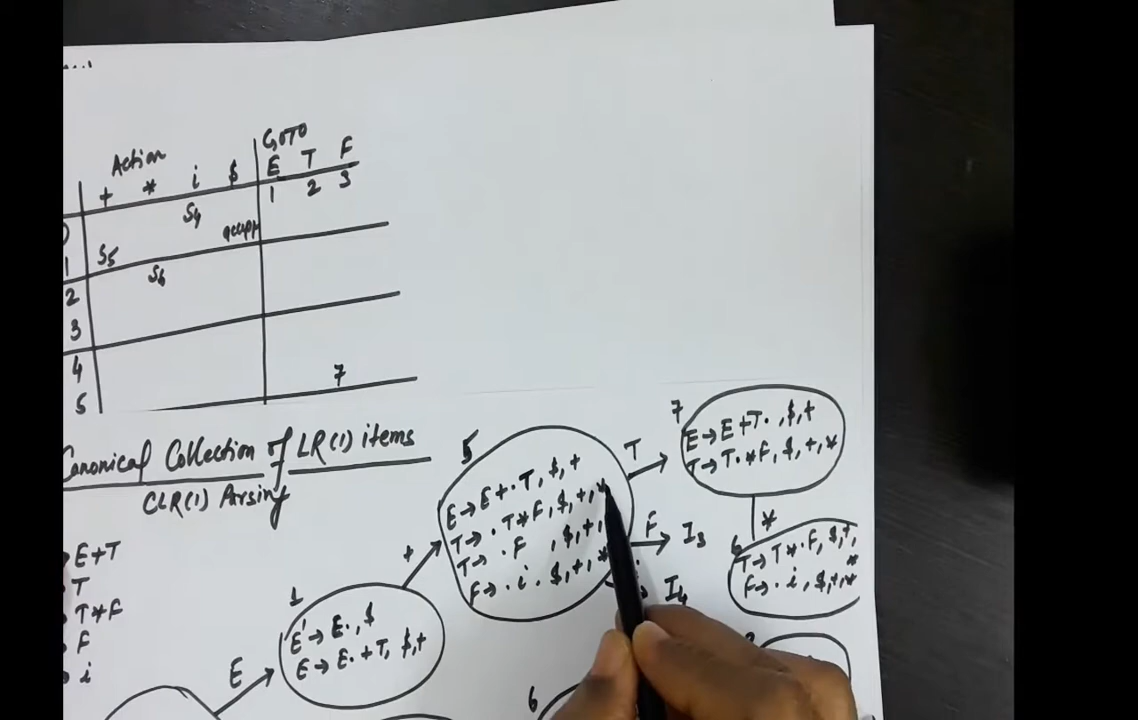 Action GOTO
+ * i $ E T F
S4 1 2 3
1 S5 accept
2 S6
3
4
5 7
Canonical Collection of LR(1) items
CLR(1) Parsing
→ E+T
→ T
→ T*F
→ F
→ i
E
1
E' → E., $
E → E. + T, $, +
+
5
E → E + . T, $, +
T → . T * F, $, +, *
T → . F , $, +,
F → . i . $, +, *
T
F I3
I4
7
E → E + T . , $, +
T → T . * F, $, +, *
*
6
T → T * . F, $, +, *
F → . i, $, +, *
6